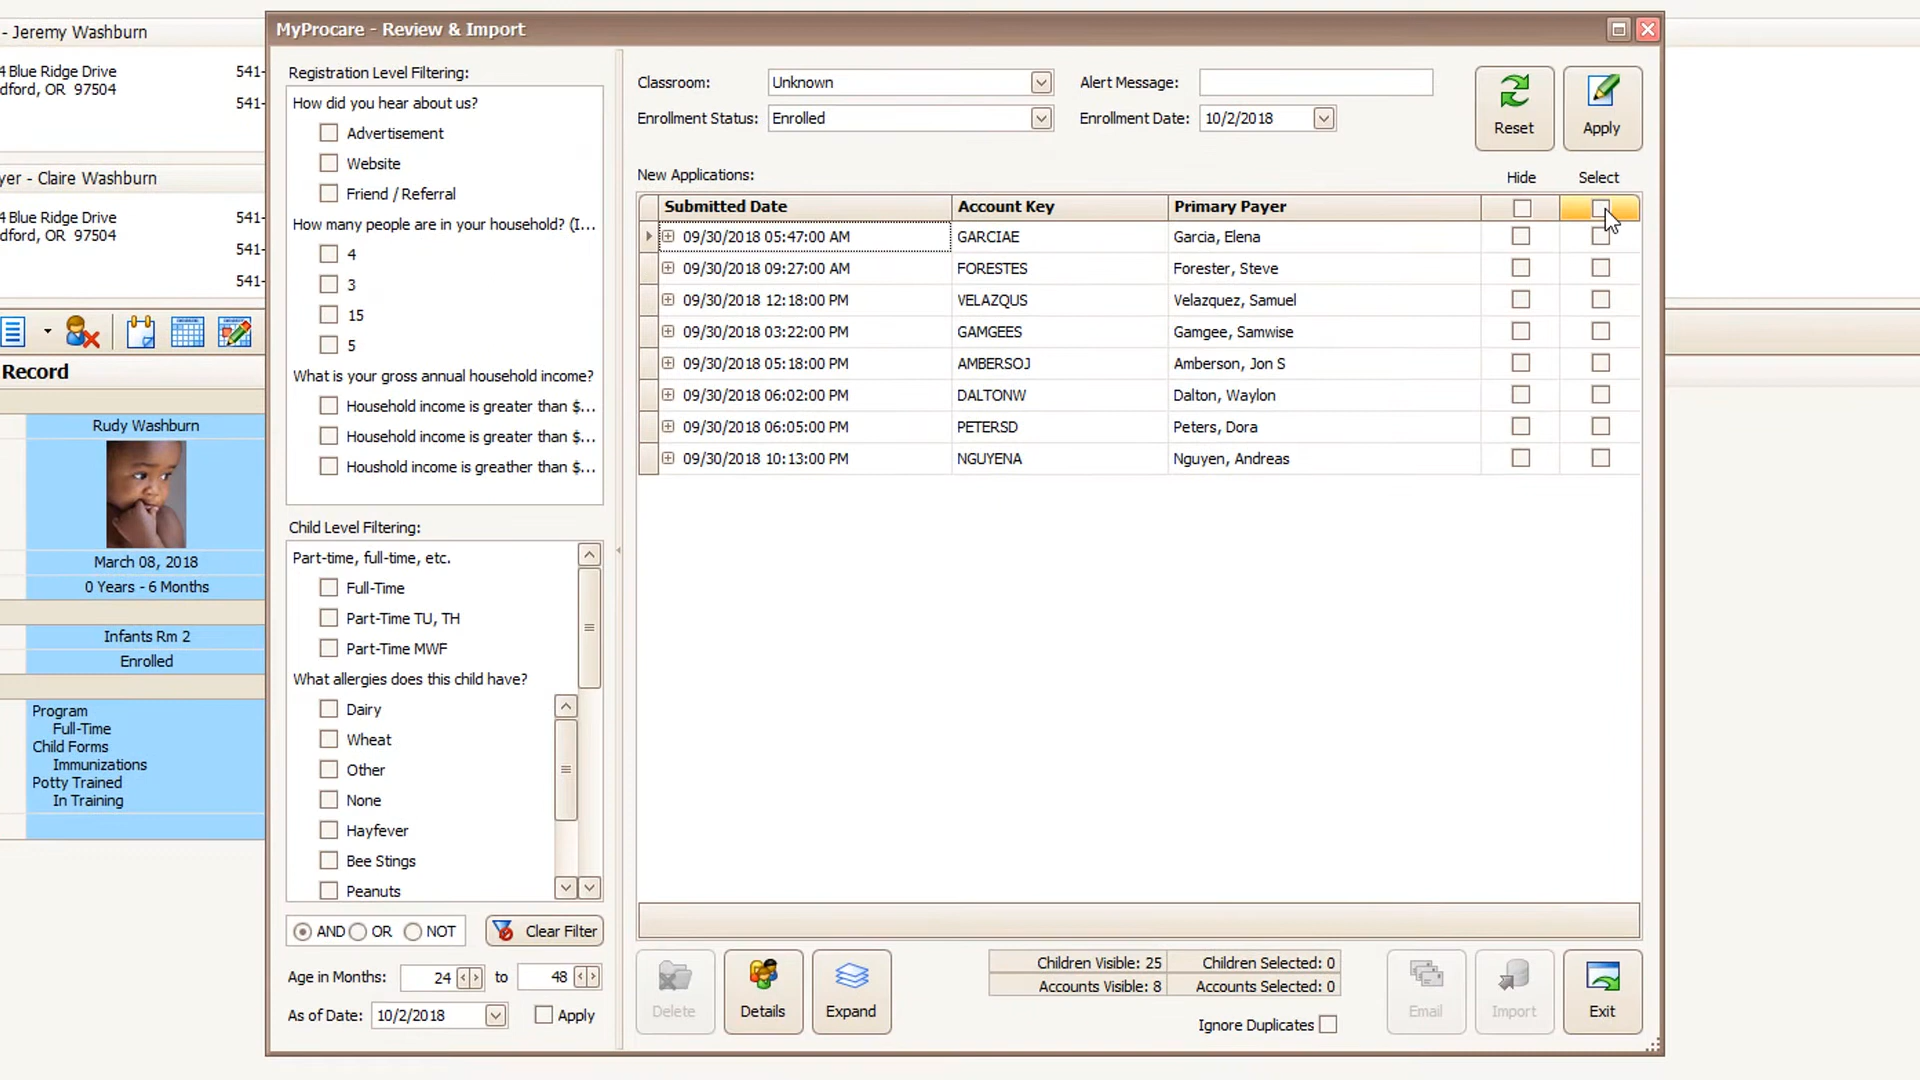 - Jeremy Washburn
4 Blue Ridge Drive 541-
dford, OR 97504
541-
yer - Claire Washburn
4 Blue Ridge Drive 541-
dford, OR 97504
541-
541-
Record
Rudy Washburn
March 08, 2018
0 Years - 6 Months
Infants Rm 2
Enrolled
Program
Full-Time
Child Forms
Immunizations
Potty Trained
In Training
MyProcare - Review & Import
Registration Level Filtering:
How did you hear about us?
Advertisement
Website
Friend / Referral
How many people are in your household? (I...
4
3
15
5
What is your gross annual household income?
Household income is greater than $...
Household income is greater than $...
Houshold income is greather than $...
Child Level Filtering:
Part-time, full-time, etc.
Full-Time
Part-Time TU, TH
Part-Time MWF
What allergies does this child have?
Dairy
Wheat
Other
None
Hayfever
Bee Stings
Peanuts
AND OR NOT Clear Filter
Age in Months: 24 to 48
As of Date: 10/2/2018 Apply
Classroom: Unknown Alert Message:
Enrollment Status: Enrolled Enrollment Date: 10/2/2018
Reset Apply
New Applications: Hide Select
Submitted Date Account Key Primary Payer
09/30/2018 05:47:00 AM GARCIAE Garcia, Elena
09/30/2018 09:27:00 AM FORESTES Forester, Steve
09/30/2018 12:18:00 PM VELAZQUS Velazquez, Samuel
09/30/2018 03:22:00 PM GAMGEES Gamgee, Samwise
09/30/2018 05:18:00 PM AMBERSOJ Amberson, Jon S
09/30/2018 06:02:00 PM DALTONW Dalton, Waylon
09/30/2018 06:05:00 PM PETERSD Peters, Dora
09/30/2018 10:13:00 PM NGUYENA Nguyen, Andreas
Delete Details Expand
Children Visible: 25 Children Selected: 0
Accounts Visible: 8 Accounts Selected: 0
Ignore Duplicates
Email Import Exit